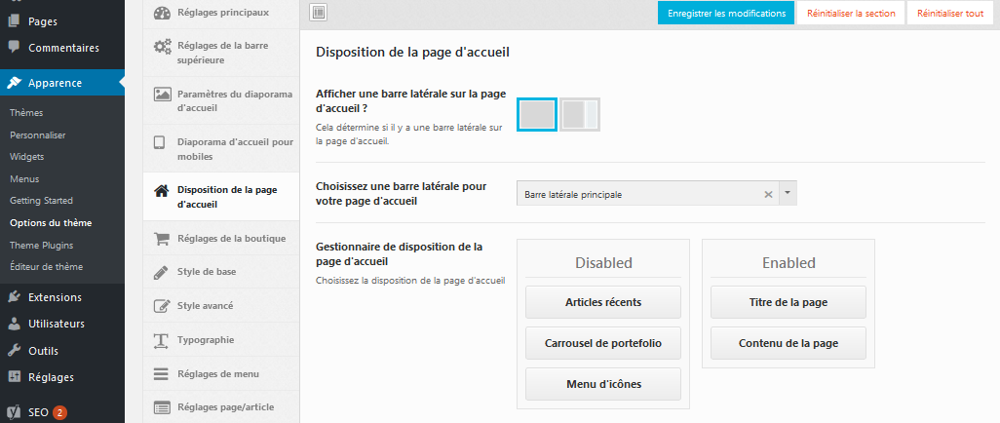 Pages
Commentaires
Apparence
Thèmes
Personnaliser
Widgets
Menus
Getting Started
Options du thème
Theme Plugins
Éditeur de thème
Extensions
Utilisateurs
Outils
Réglages
SEO 2
Réglages principaux
Réglages de la barre
supérieure
Paramètres du diaporama
d'accueil
Diaporama d'accueil pour
mobiles
Disposition de la page
d'accueil
Réglages de la boutique
Style de base
Style avancé
Typographie
Réglages de menu
Réglages page/article
Enregistrer les modifications
Réinitialiser la section
Réinitialiser tout
Disposition de la page d'accueil
Afficher une barre latérale sur la page
d'accueil ?
Cela détermine si il y a une barre latérale sur
la page d'accueil.
Choisissez une barre latérale pour
votre page d'accueil
Barre latérale principale
Gestionnaire de disposition de la
page d'accueil
Choisissez la disposition de la page d'accueil
Disabled
Articles récents
Carrousel de portefolio
Menu d'icônes
Enabled
Titre de la page
Contenu de la page